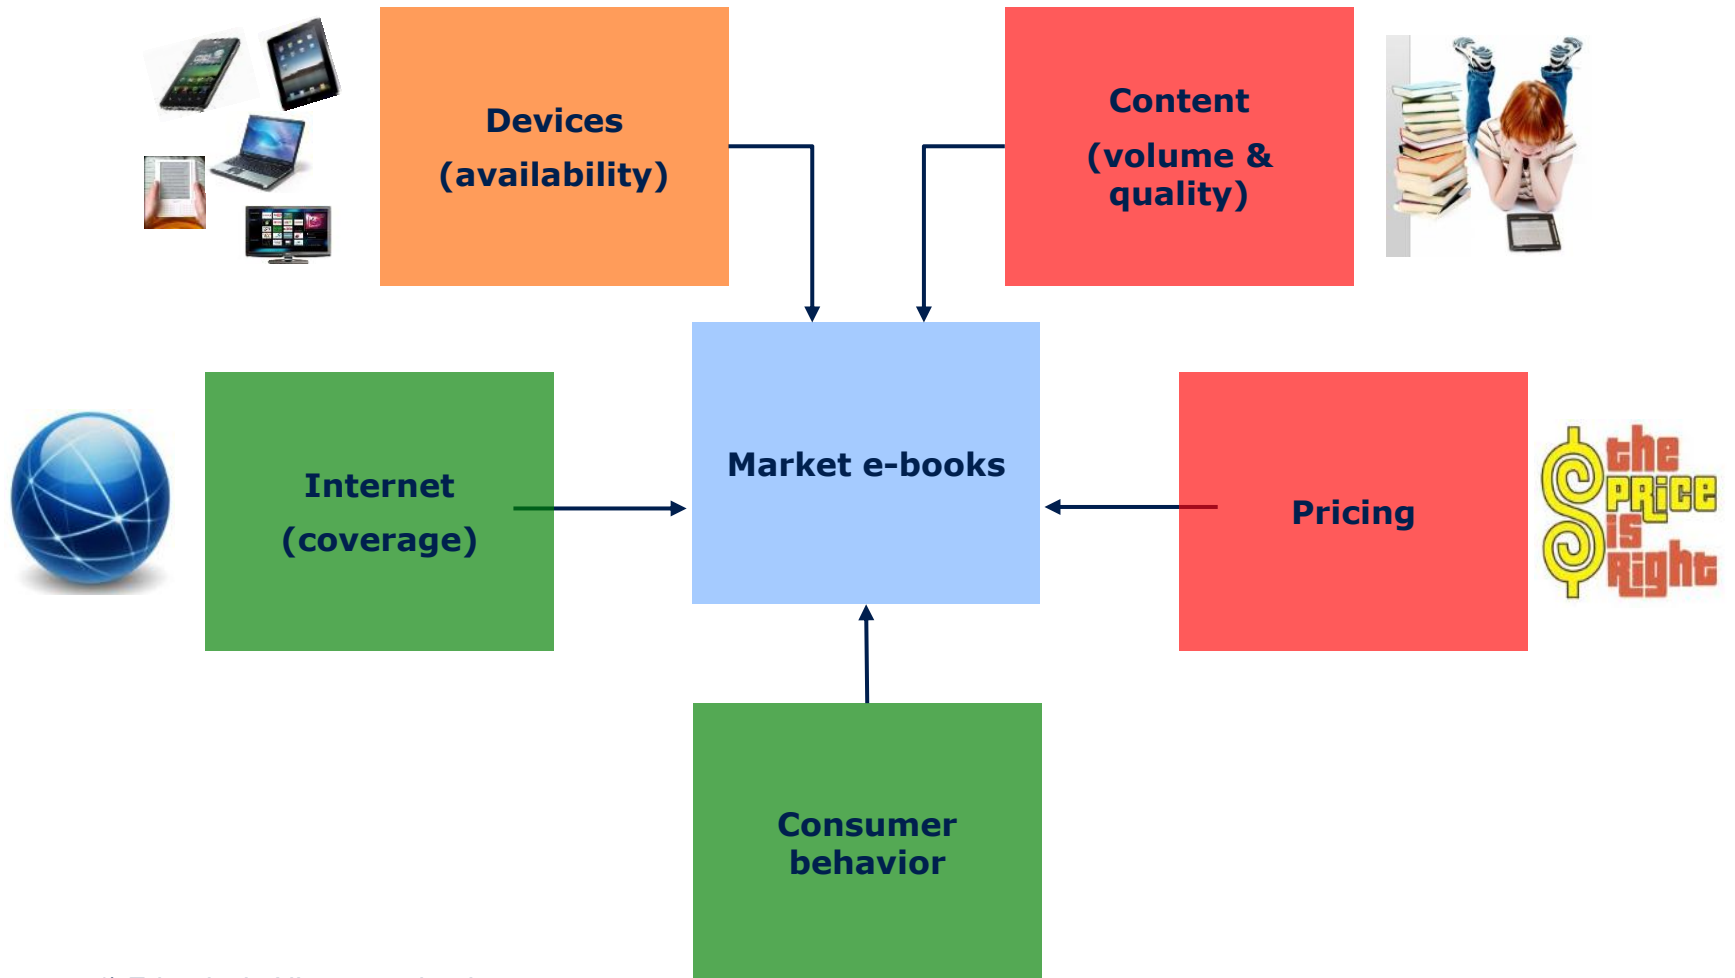 Devices
(availability)
Content
(volume &
quality)
Market e-books
Internet
(coverage)
Pricing
the
PRICE
is
Right
Consumer
behavior